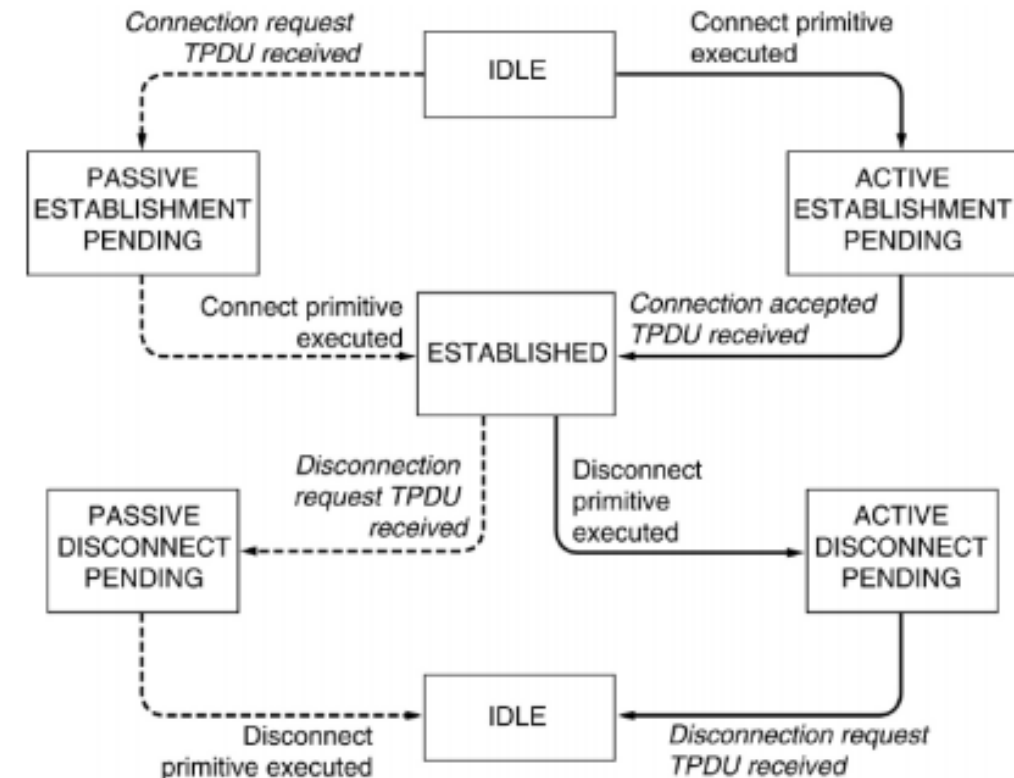 Connection request
TPDU received
IDLE
Connect primitive
executed
PASSIVE
ESTABLISHMENT
PENDING
ACTIVE
ESTABLISHMENT
PENDING
Connect primitive
executed
ESTABLISHED
Connection accepted
TPDU received
Disconnection
request TPDU
received
Disconnect
primitive
executed
PASSIVE
DISCONNECT
PENDING
ACTIVE
DISCONNECT
PENDING
IDLE
Disconnect
primitive executed
Disconnection request
TPDU received